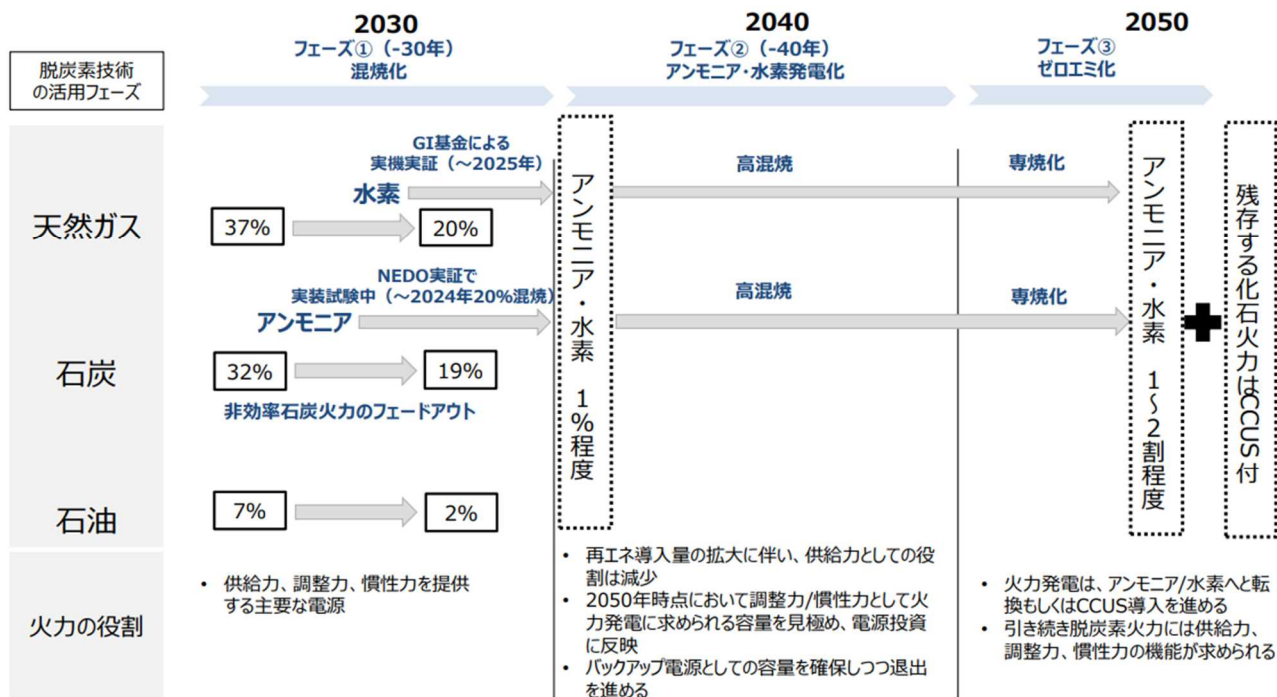 2030
2040
2050
脱炭素技術
の活用フェーズ
フェーズ①（-30年）
混焼化
フェーズ②（-40年）
アンモニア・水素発電化
フェーズ③
ゼロエミ化
天然ガス
GI基金による
実機実証（～2025年）
水素
37%
20%
高混焼
専焼化
石炭
NEDO実証で
実装試験中（～2024年20%混焼）
アンモニア
32%
19%
非効率石炭火力のフェードアウト
高混焼
専焼化
石油
7%
2%
アンモニア・水素　1%程度
アンモニア・水素　1～2割程度
残存する化石火力はCCUS付
火力の役割
• 供給力、調整力、慣性力を提供
する主要な電源
• 再エネ導入量の拡大に伴い、供給力としての役
割は減少
• 2050年時点において調整力/慣性力として火
力発電に求められる容量を見極め、電源投資
に反映
• バックアップ電源としての容量を確保しつつ退出
を進める
• 火力発電は、アンモニア/水素へと転
換もしくはCCUS導入を進める
• 引き続き脱炭素火力には供給力、
調整力、慣性力の機能が求められる